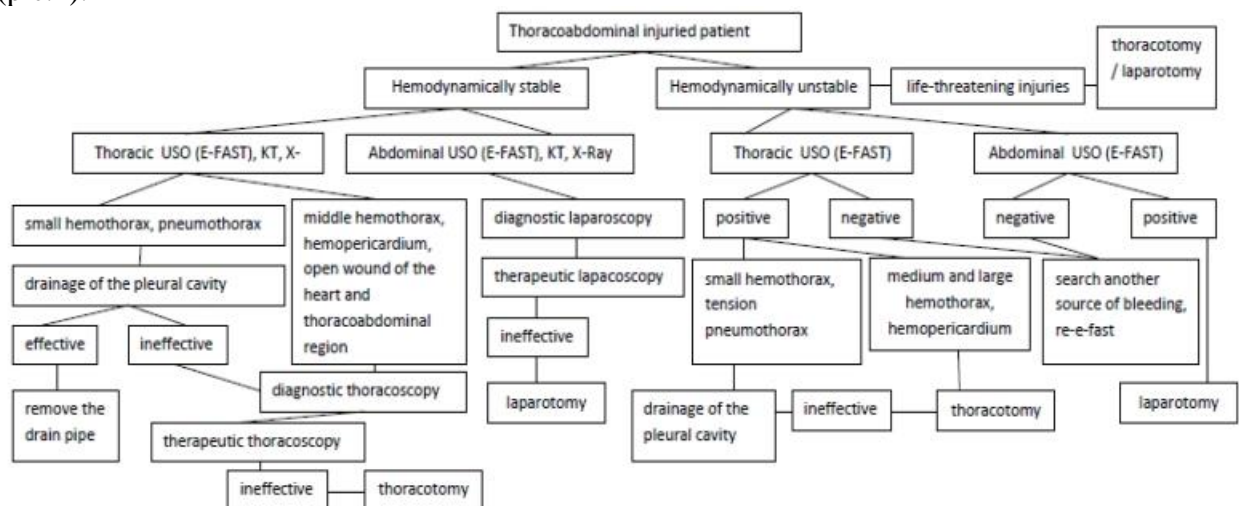 Thoracoabdominal injuried patient
thoracotomy
/ laparotomy
Hemodynamically stable
Hemodynamically unstable
life-threatening injuries
Thoracic USO (E-FAST), KT, X-
Abdominal USO (E-FAST), KT, X-Ray
Thoracic USO (E-FAST)
Abdominal USO (E-FAST)
small hemothorax, pneumothorax
middle hemothorax,
hemopericardium,
open wound of the
heart and
thoracoabdominal
region
diagnostic laparoscopy
positive
negative
negative
positive
drainage of the pleural cavity
therapeutic lapacoscopy
small hemothorax,
tension
pneumothorax
medium and large
hemothorax,
hemopericardium
search another
source of bleeding,
re-e-fast
effective
ineffective
ineffective
diagnostic thoracoscopy
laparotomy
remove the
drain pipe
drainage of the
pleural cavity
ineffective
thoracotomy
laparotomy
therapeutic thoracoscopy
ineffective
thoracotomy